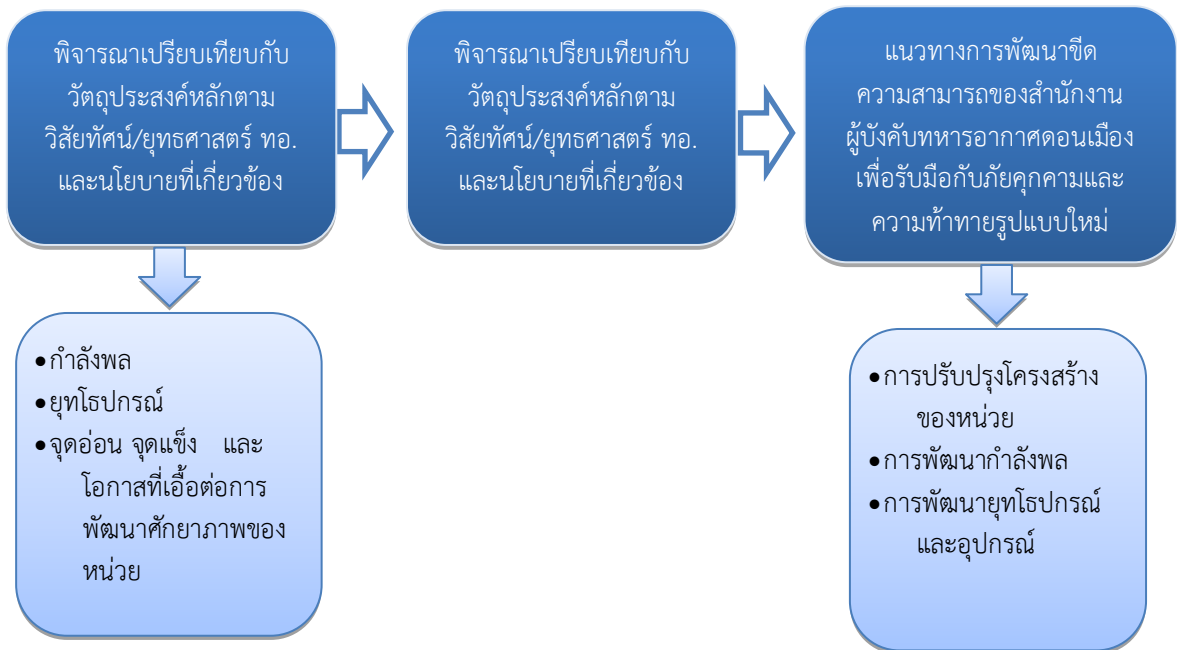 พิจารณาเปรียบเทียบกับ
วัตถุประสงค์หลักตาม
วิสัยทัศน์/ยุทธศาสตร์ ทอ.
และนโยบายที่เกี่ยวข้อง
พิจารณาเปรียบเทียบกับ
วัตถุประสงค์หลักตาม
วิสัยทัศน์/ยุทธศาสตร์ ทอ.
และนโยบายที่เกี่ยวข้อง
แนวทางการพัฒนาขีด
ความสามารถของสำนักงาน
ผู้บังคับทหารอากาศดอนเมือง
เพื่อรับมือกับภัยคุกคามและ
ความท้าทายรูปแบบใหม่
•กำลังพล
•ยุทโธปกรณ์
•จุดอ่อน จุดแข็ง และ
โอกาสที่เอื้อต่อการ
พัฒนาศักยาภาพของ
หน่วย
•การปรับปรุงโครงสร้าง
ของหน่วย
•การพัฒนากำลังพล
•การพัฒนายุทโธปกรณ์
และอุปกรณ์